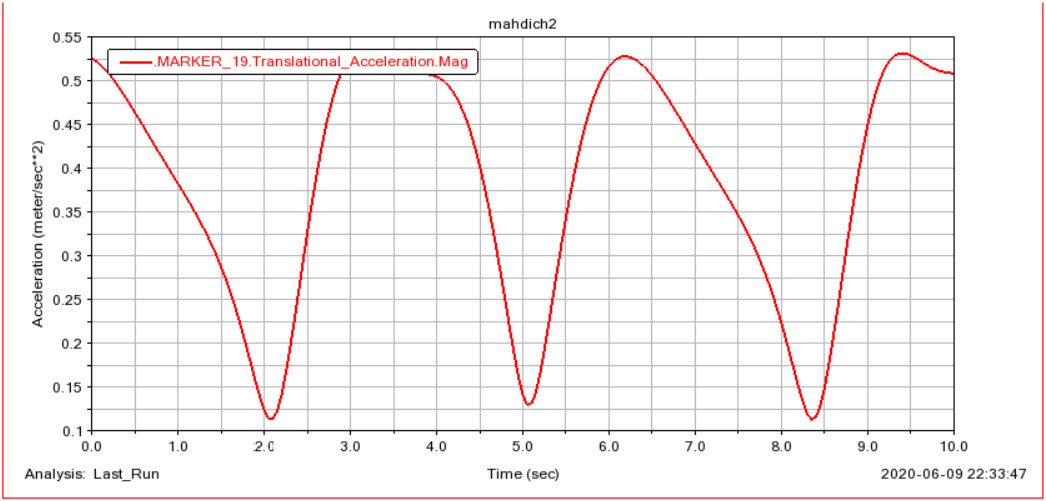 mahdich2
0.55
.MARKER_19.Translational_Acceleration.Mag
0.5
0.45
0.4
0.35
0.3
0.25
0.2
0.15
0.1
Acceleration (meter/sec**2)
0.0 1.0 2.0 3.0 4.0 5.0 6.0 7.0 8.0 9.0 10.0
Analysis: Last_Run Time (sec) 2020-06-09 22:33:47